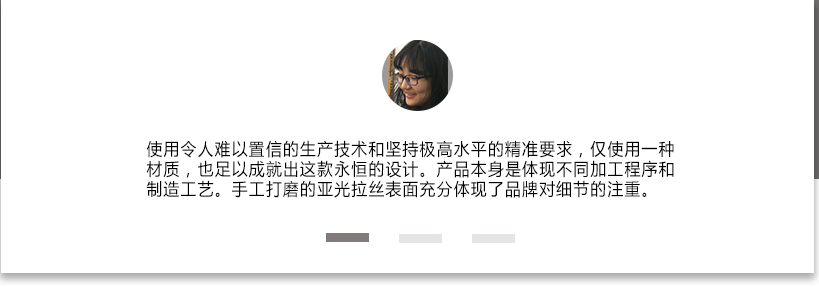 使用令人难以置信的生产技术和坚持极高水平的精准要求，仅使用一种
材质，也足以成就出这款永恒的设计。产品本身是体现不同加工程序和
制造工艺。手工打磨的亚光拉丝表面充分体现了品牌对细节的注重。